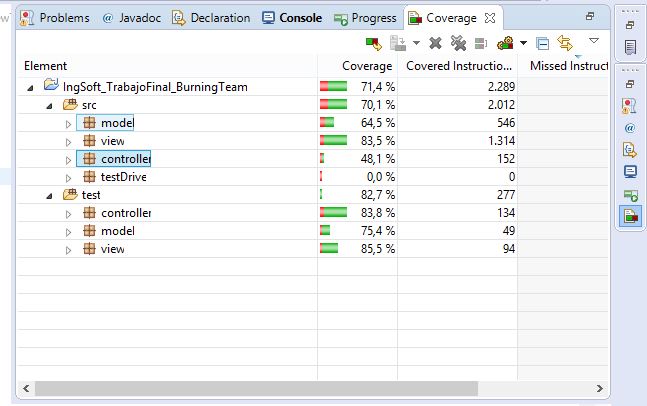 Problems @ Javadoc Declaration Console Progress Coverage
Element Coverage Covered Instructio... Missed Instruct
IngSoft_TrabajoFinal_BurningTeam 71,4 % 2.289
src 70,1 % 2.012
model 64,5 % 546
view 83,5 % 1.314
controller 48,1 % 152
testDrive 0,0 % 0
test 82,7 % 277
controller 83,8 % 134
model 75,4 % 49
view 85,5 % 94